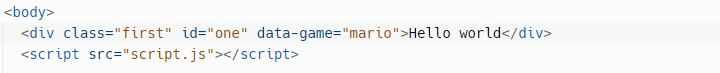 <body>
<div class="first" id="one" data-game="mario">Hello world</div>
<script src="script.js"></script>